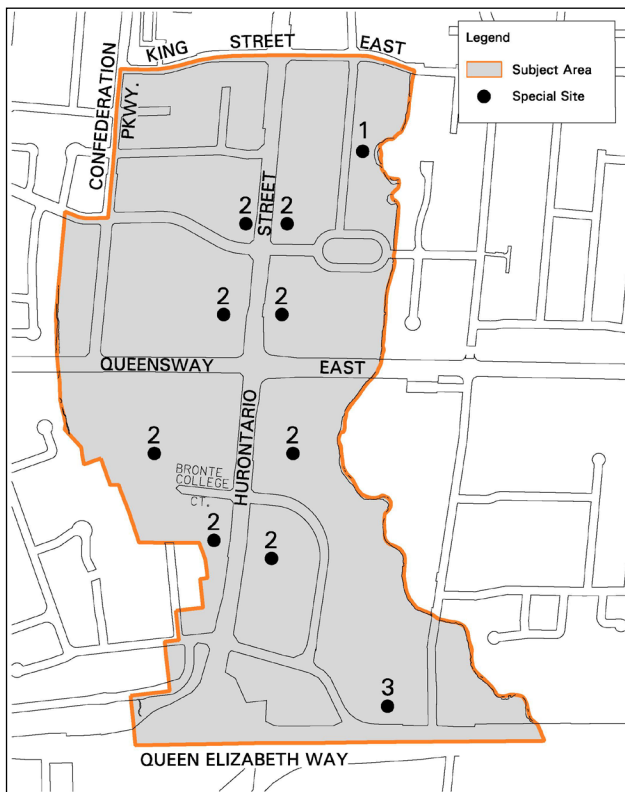 KING STREET EAST
Legend
Subject Area
Special Site
CONFEDERATION
PKWY.
1
2 2
STREET
2 2
QUEENSWAY EAST
HURONTARIO
2 2
BRONTE
COLLEGE
CT.
2
2
3
QUEEN ELIZABETH WAY